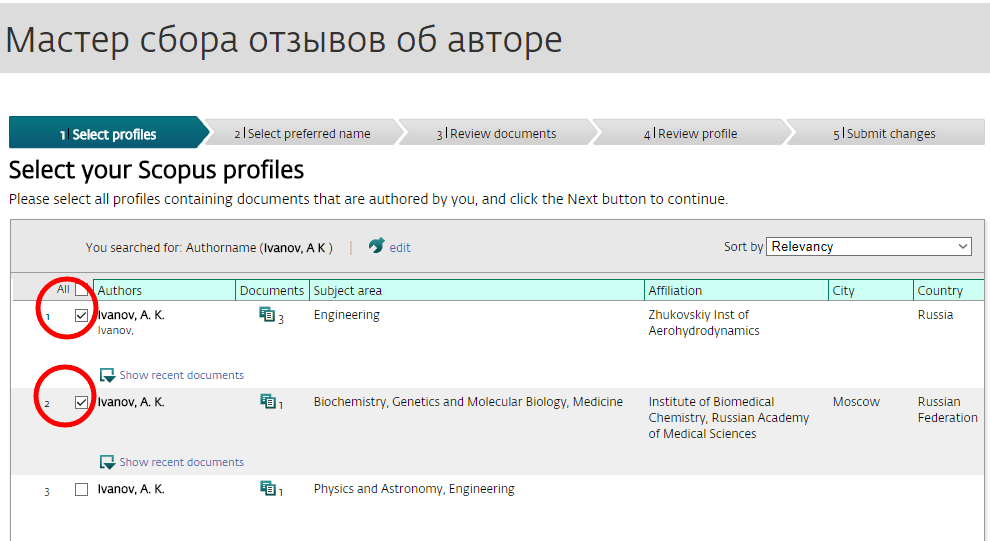 Мастер сбора отзывов об авторе
1 | Select profiles
2 | Select preferred name
3 | Review documents
4 | Review profile
5 | Submit changes
Select your Scopus profiles
Please select all profiles containing documents that are authored by you, and click the Next button to continue.
You searched for: Authorname (Ivanov, A K ) | edit
Sort by Relevancy
All Authors Documents Subject area Affiliation City Country
1 Ivanov, A. K. 3 Engineering Zhukovskiy Inst of Russia
Ivanov, Aerohydrodynamics
Show recent documents
2 Ivanov, A. K. 1 Biochemistry, Genetics and Molecular Biology, Medicine Institute of Biomedical Moscow Russian
Chemistry, Russian Academy Federation
of Medical Sciences
Show recent documents
3 Ivanov, A. K. 1 Physics and Astronomy, Engineering